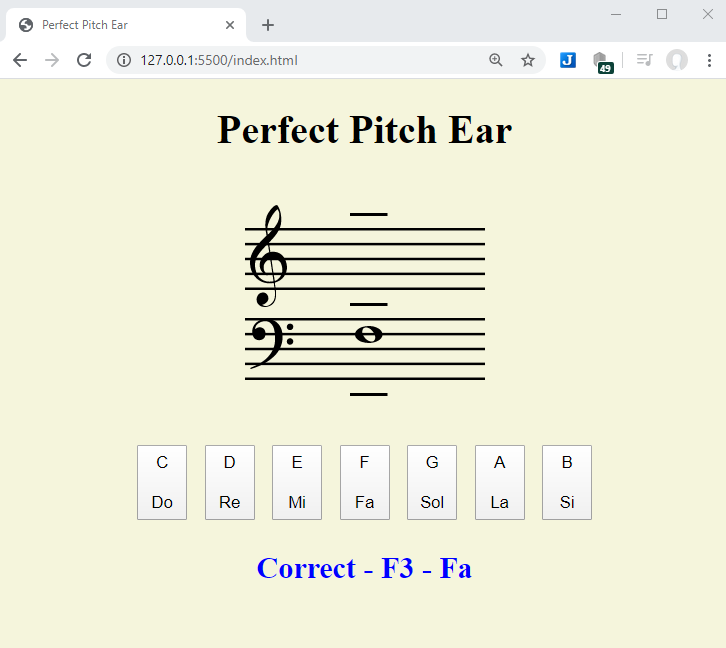 Perfect Pitch Ear
127.0.0.1:5500/index.html
J
49
Perfect Pitch Ear
C D E F G A B
Do Re Mi Fa Sol La Si
Correct - F3 - Fa